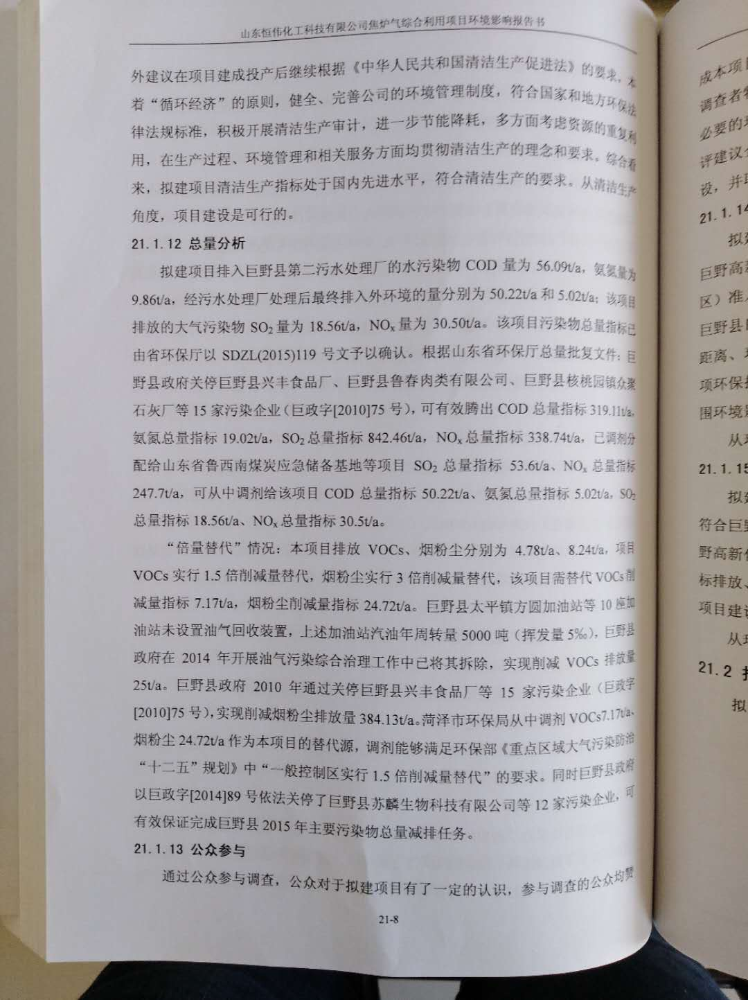 山东恒伟化工科技有限公司焦炉气综合利用项目环境影响报告书
外建议在项目建成投产后继续根据《中华人民共和国清洁生产促进法》的要求，本
着“循环经济”的原则，健全、完善公司的环境管理制度，符合国家和地方环保法
律法规标准，积极开展清洁生产审计，进一步节能降耗，多方面考虑资源的重复利
用，在生产过程、环境管理和相关服务方面均贯彻清洁生产的理念和要求。综合看
来，拟建项目清洁生产指标处于国内先进水平，符合清洁生产的要求。从清洁生产
角度，项目建设是可行的。
21.1.12 总量分析
拟建项目排入巨野县第二污水处理厂的水污染物 COD 量为 56.09t/a，氨氮量为
9.86t/a，经污水处理厂处理后最终排入外环境的量分别为 50.22t/a 和 5.02t/a；该项目
排放的大气污染物 SO₂ 量为 18.56t/a，NOₓ 量为 30.50t/a。该项目污染物总量指标已
由省环保厅以 SDZL(2015)119 号文予以确认。根据山东省环保厅总量批复文件：巨
野县政府关停巨野县兴丰食品厂、巨野县鲁春肉类有限公司、巨野县核桃园镇众聚
石灰厂等 15 家污染企业（巨政字[2010]75 号），可有效腾出 COD 总量指标 319.11t/a，
氨氮总量指标 19.02t/a，SO₂ 总量指标 842.46t/a，NOₓ 总量指标 338.74t/a，已调剂分
配给山东省鲁西南煤炭应急储备基地等项目 SO₂ 总量指标 53.6t/a、NOₓ 总量指标
247.7t/a，可从中调剂给该项目 COD 总量指标 50.22t/a、氨氮总量指标 5.02t/a，SO₂
总量指标 18.56t/a、NOₓ 总量指标 30.5t/a。
“倍量替代”情况：本项目排放 VOCs、烟粉尘分别为 4.78t/a、8.24t/a，项目
VOCs 实行 1.5 倍削减量替代，烟粉尘实行 3 倍削减量替代，该项目需替代 VOCs 削
减量指标 7.17t/a，烟粉尘削减量指标 24.72t/a。巨野县太平镇方圆加油站等 10 座加
油站未设置油气回收装置，上述加油站汽油年周转量 5000 吨（挥发量 5‰），巨野县
政府在 2014 年开展油气污染综合治理工作中已将其拆除，实现削减 VOCs 排放量
25t/a。巨野县政府 2010 年通过关停巨野县兴丰食品厂等 15 家污染企业（巨政字
[2010]75 号），实现削减烟粉尘排放量 384.13t/a。菏泽市环保局从中调剂 VOCs7.17t/a、
烟粉尘 24.72t/a 作为本项目的替代源，调剂能够满足环保部《重点区域大气污染防治
“十二五”规划》中“一般控制区实行 1.5 倍削减量替代”的要求。同时巨野县政府
以巨政字[2014]89 号依法关停了巨野县苏麟生物科技有限公司等 12 家污染企业，可
有效保证完成巨野县 2015 年主要污染物总量减排任务。
21.1.13 公众参与
通过公众参与调查，公众对于拟建项目有了一定的认识，参与调查的公众均赞
21-8
成本项目
调查者
必要的
评建议
设，并
21.1.14
拟
巨野高
区）准
巨野县
距离、
项环保
围环境
从
21.1.15
拟
符合巨
野高新
标排放、
项目建
从
21.2
拟